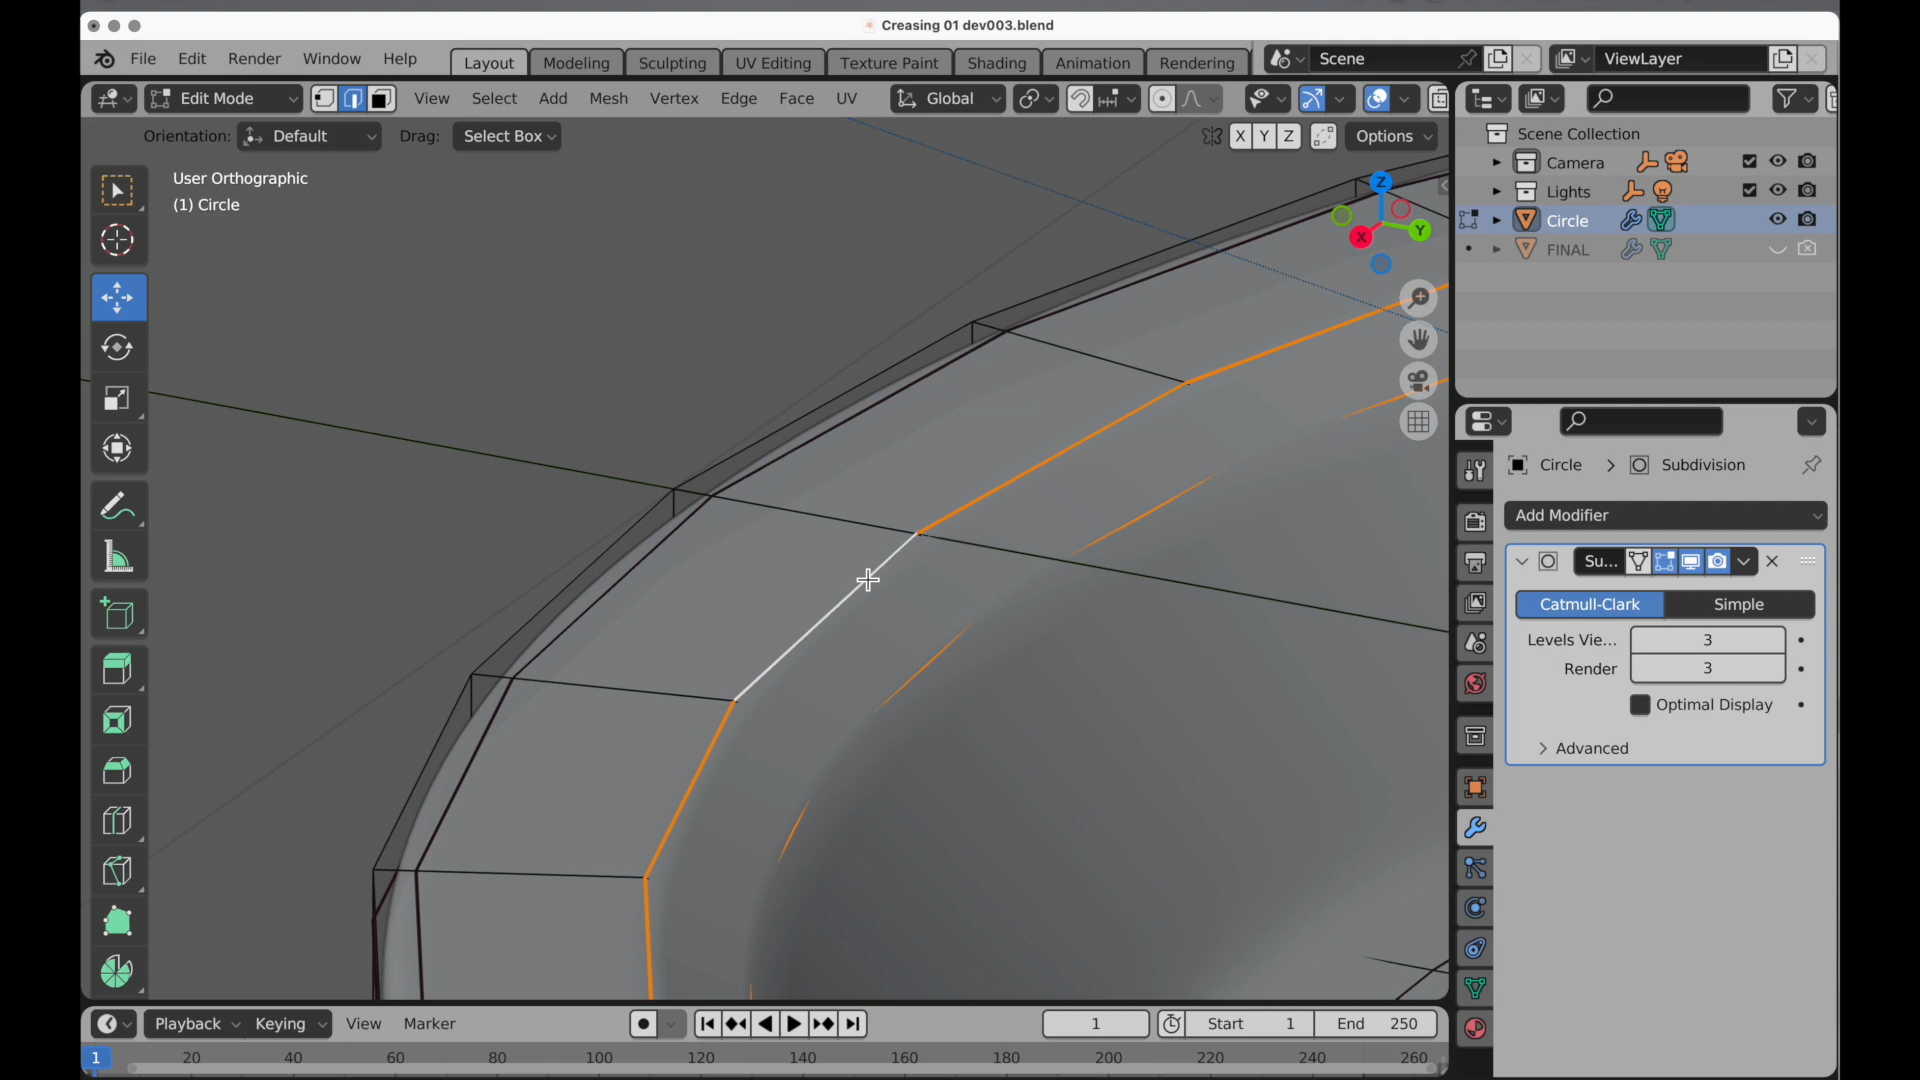 Creasing 01 dev003.blend
File Edit Render Window Help Layout Modeling Sculpting UV Editing Texture Paint Shading Animation Rendering Scene ViewLayer
Edit Mode View Select Add Mesh Vertex Edge Face UV Global
Orientation: Default Drag: Select Box X Y Z Options
User Orthographic
(1) Circle
Z
Y
X
Scene Collection
Camera
Lights
Circle
FINAL
Circle > Subdivision
Add Modifier
Su...
Catmull-Clark Simple
Levels Vie... 3
Render 3
Optimal Display
Advanced
Playback Keying View Marker 1 Start 1 End 250
1 20 40 60 80 100 120 140 160 180 200 220 240 260